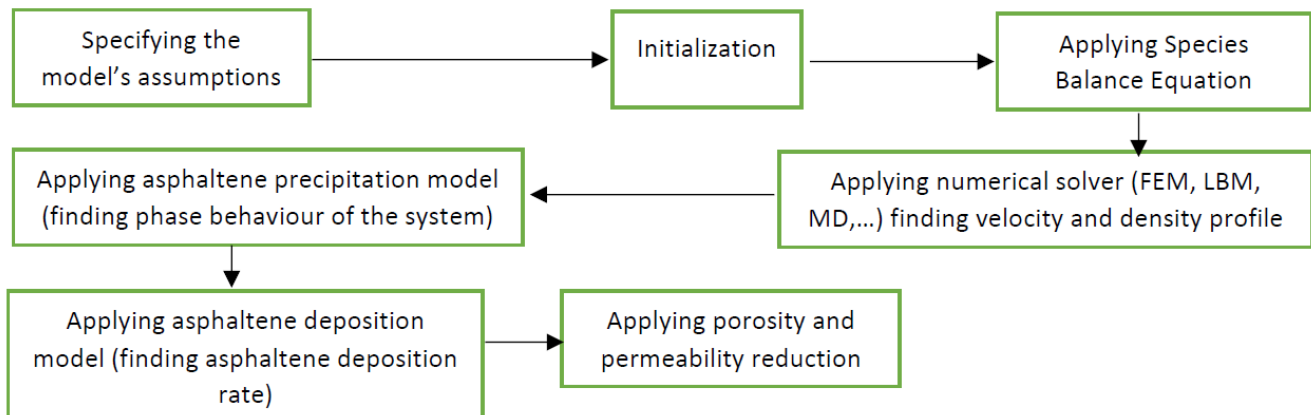 Specifying the
model's assumptions
Initialization
Applying Species
Balance Equation
Applying numerical solver (FEM, LBM,
MD,...) finding velocity and density profile
Applying asphaltene precipitation model
(finding phase behaviour of the system)
Applying asphaltene deposition
model (finding asphaltene deposition
rate)
Applying porosity and
permeability reduction